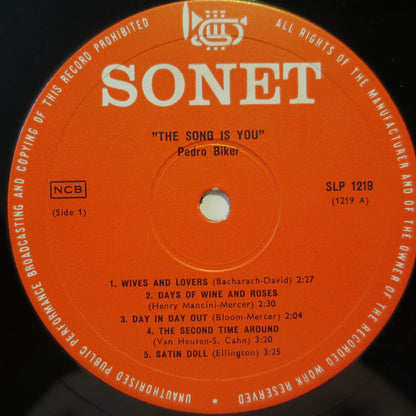 SONET
"THE SONG IS YOU"
Pedro Biker
NCB
(Side 1)
SLP 1219
(1219 A)
1. WIVES AND LOVERS (Bacharach-David) 2:27
2. DAYS OF WINE AND ROSES
(Henry Mancini-Mercer) 2:30
3. DAY IN DAY OUT (Bloom-Mercer) 2:04
4. THE SECOND TIME AROUND
(Van Heusen-S. Cahn) 3:20
5. SATIN DOLL (Ellington) 3:25
ALL RIGHTS OF THE MANUFACTURER AND OF THE OWNER OF THE RECORDED WORK RESERVED
UNAUTHORISED PUBLIC PERFORMANCE BROADCASTING AND COPYING OF THIS RECORD PROHIBITED